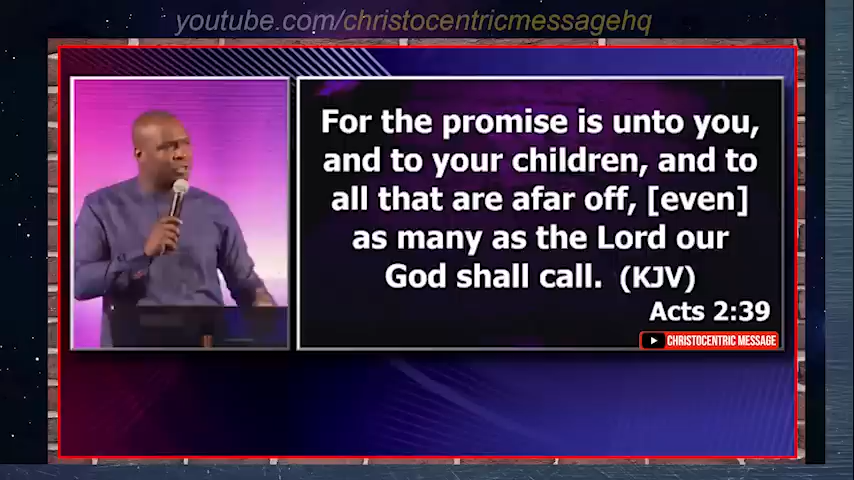 youtube.com/christocentricmessagehq
For the promise is unto you,
and to your children, and to
all that are afar off, [even]
as many as the Lord our
God shall call. (KJV)
Acts 2:39
CHRISTOCENTRIC MESSAGE